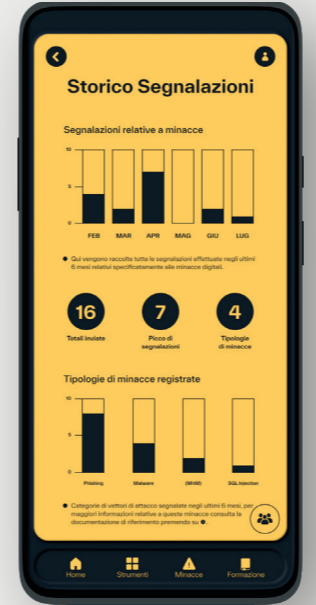 Storico Segnalazioni
Segnalazioni relative a minacce
10
5
0
FEB MAR APR MAG GIU LUG
Qui vengono raccolte tutte le segnalazioni effettuate negli ultimi
6 mesi relativi specificatamente alle minacce digitali.
16 7 4
Totali inviate Picco di Tipologie
segnalazioni di minacce
Tipologie di minacce registrate
10
5
0
Phishing Malware (MitM) SQL Injection
Categorie di vettori di attacco segnalate negli ultimi 6 mesi, per
maggiori informazioni relative a queste minacce consulta la
documentazione di riferimento premendo su
Home Strumenti Minacce Formazione